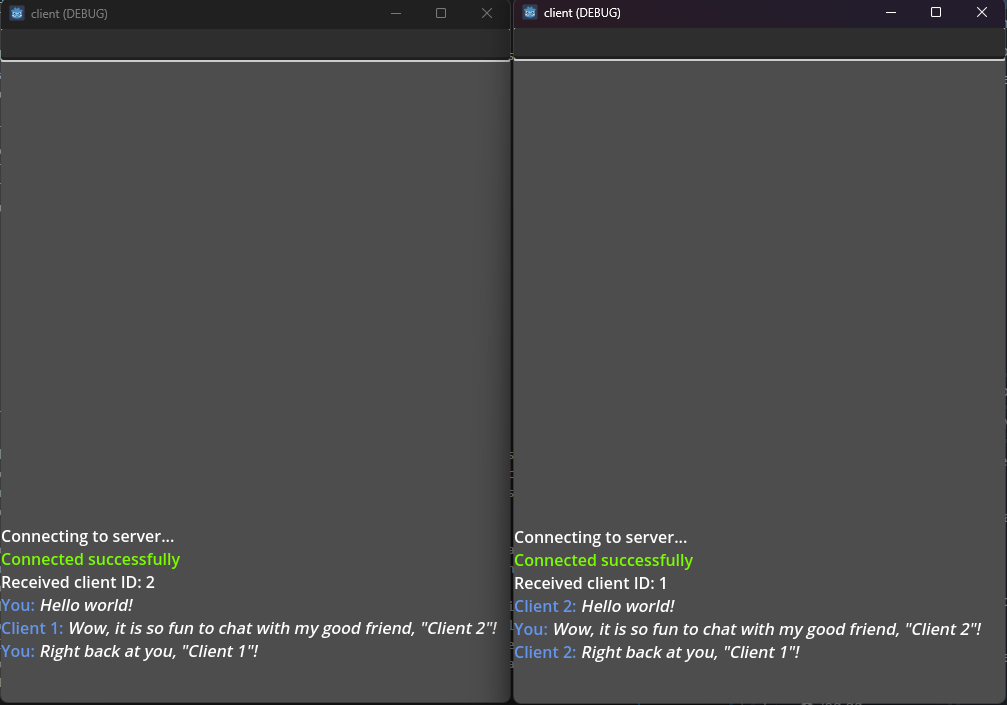 client (DEBUG)
Connecting to server...
Connected successfully
Received client ID: 2
You: Hello world!
Client 1: Wow, it is so fun to chat with my good friend, "Client 2"!
You: Right back at you, "Client 1"!
client (DEBUG)
Connecting to server...
Connected successfully
Received client ID: 1
Client 2: Hello world!
You: Wow, it is so fun to chat with my good friend, "Client 2"!
Client 2: Right back at you, "Client 1"!